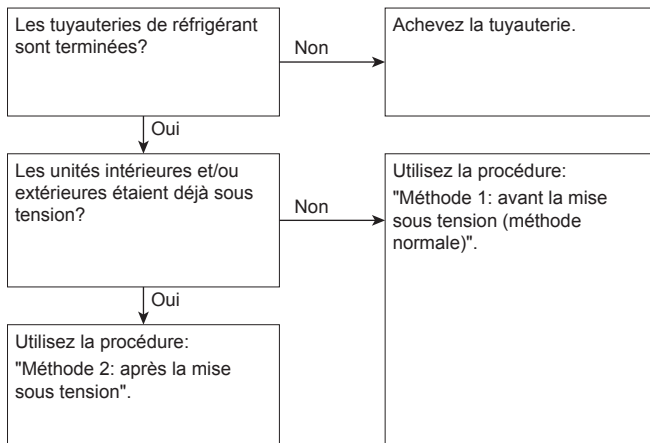 Les tuyauteries de réfrigérant
sont terminées?
Non
Achevez la tuyauterie.
Oui
Les unités intérieures et/ou
extérieures étaient déjà sous
tension?
Non
Utilisez la procédure:
"Méthode 1: avant la mise
sous tension (méthode
normale)".
Oui
Utilisez la procédure:
"Méthode 2: après la mise
sous tension".